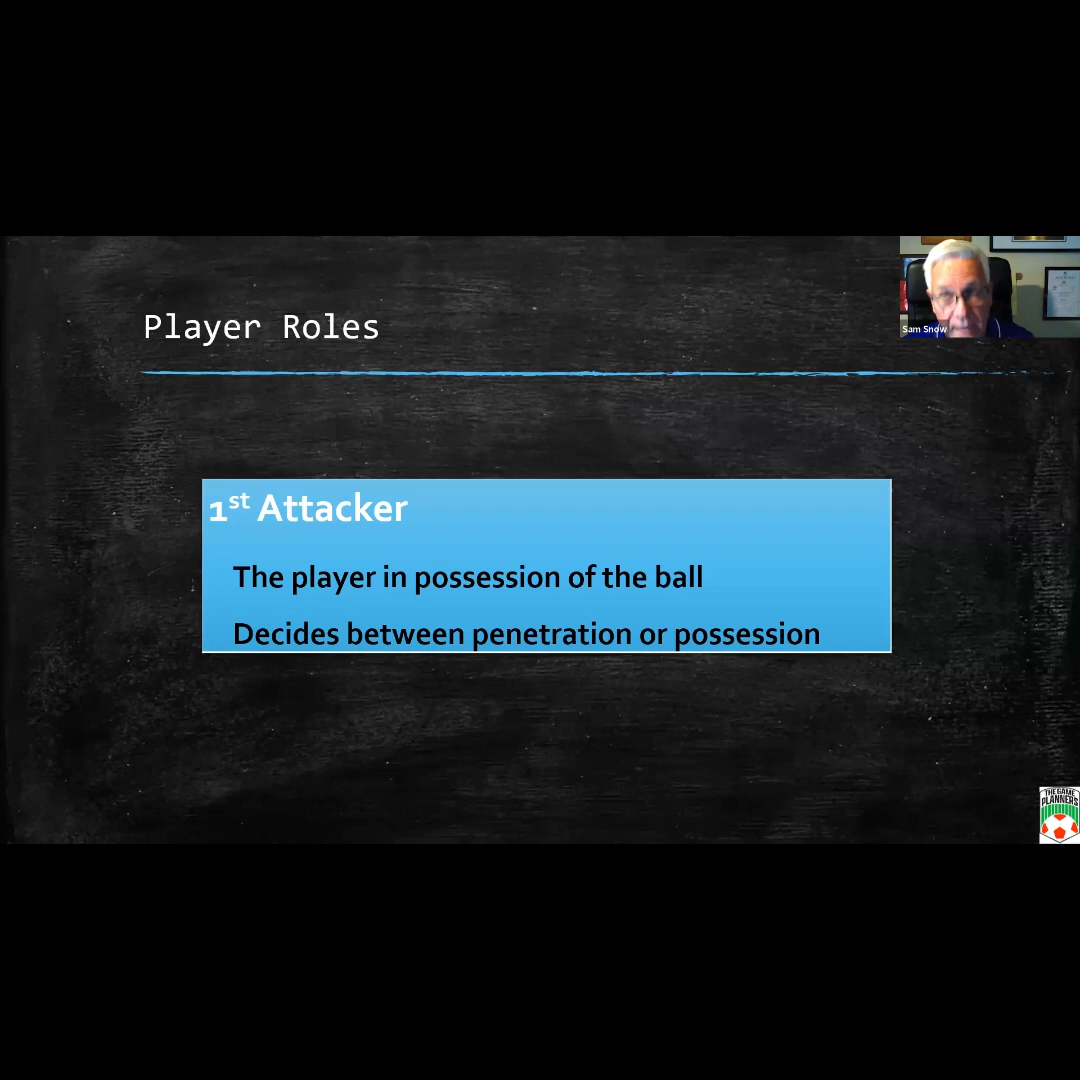 Player Roles
Sam Snow
1st Attacker
The player in possession of the ball
Decides between penetration or possession
THE GAME
PLANNERS